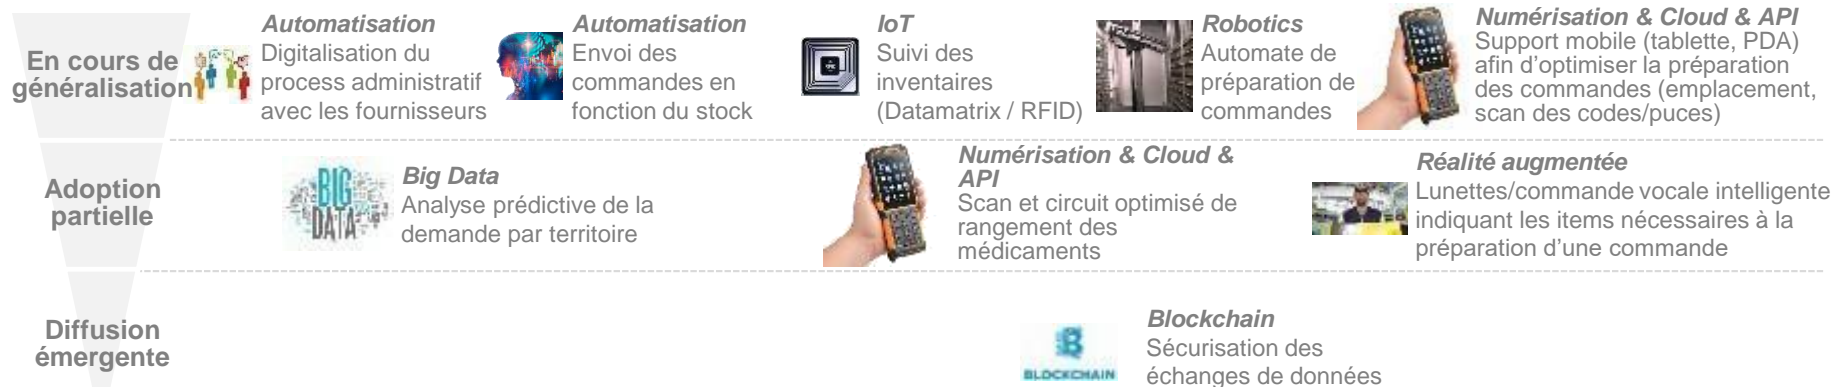 En cours de
généralisation
Automatisation
Digitalisation du
process administratif
avec les fournisseurs
Automatisation
Envoi des
commandes en
fonction du stock
IoT
Suivi des
inventaires
(Datamatrix / RFID)
Robotics
Automate de
préparation de
commandes
Numérisation & Cloud & API
Support mobile (tablette, PDA)
afin d'optimiser la préparation
des commandes (emplacement,
scan des codes/puces)
Adoption
partielle
BIG
DATA
Big Data
Analyse prédictive de la
demande par territoire
Numérisation & Cloud &
API
Scan et circuit optimisé de
rangement des
médicaments
Réalité augmentée
Lunettes/commande vocale intelligente
indiquant les items nécessaires à la
préparation d'une commande
Diffusion
émergente
BLOCKCHAIN
Blockchain
Sécurisation des
échanges de données